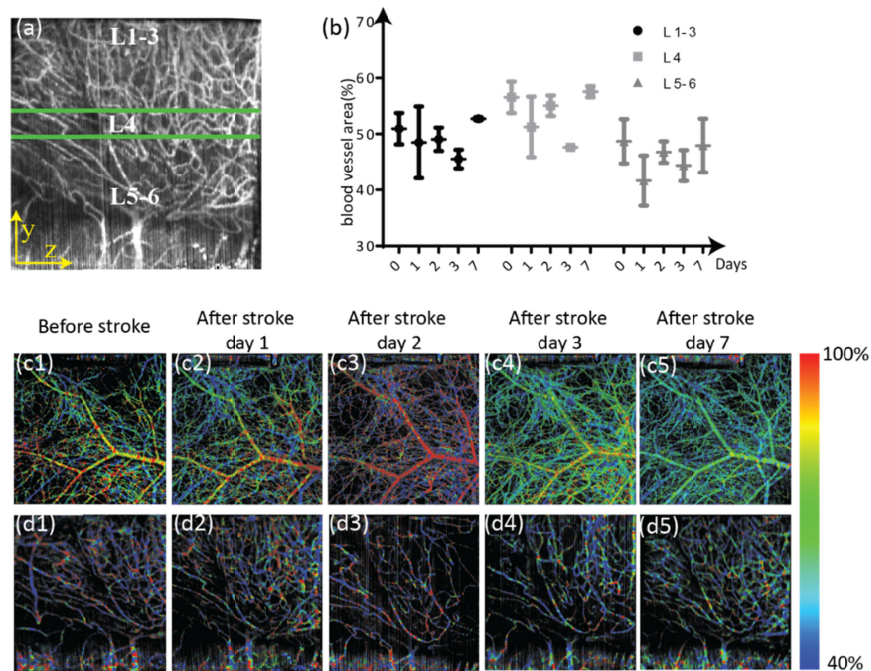 (a)
L1-3
L4
L5-6
y
z
(b)
blood vessel area(%)
70
60
50
40
30
L 1-3
L 4
L 5-6
0 1 2 3 7 0 1 2 3 7 0 1 2 3 7
Days
Before stroke
After stroke
day 1
After stroke
day 2
After stroke
day 3
After stroke
day 7
(c1) (c2) (c3) (c4) (c5)
100%
(d1) (d2) (d3) (d4) (d5)
40%